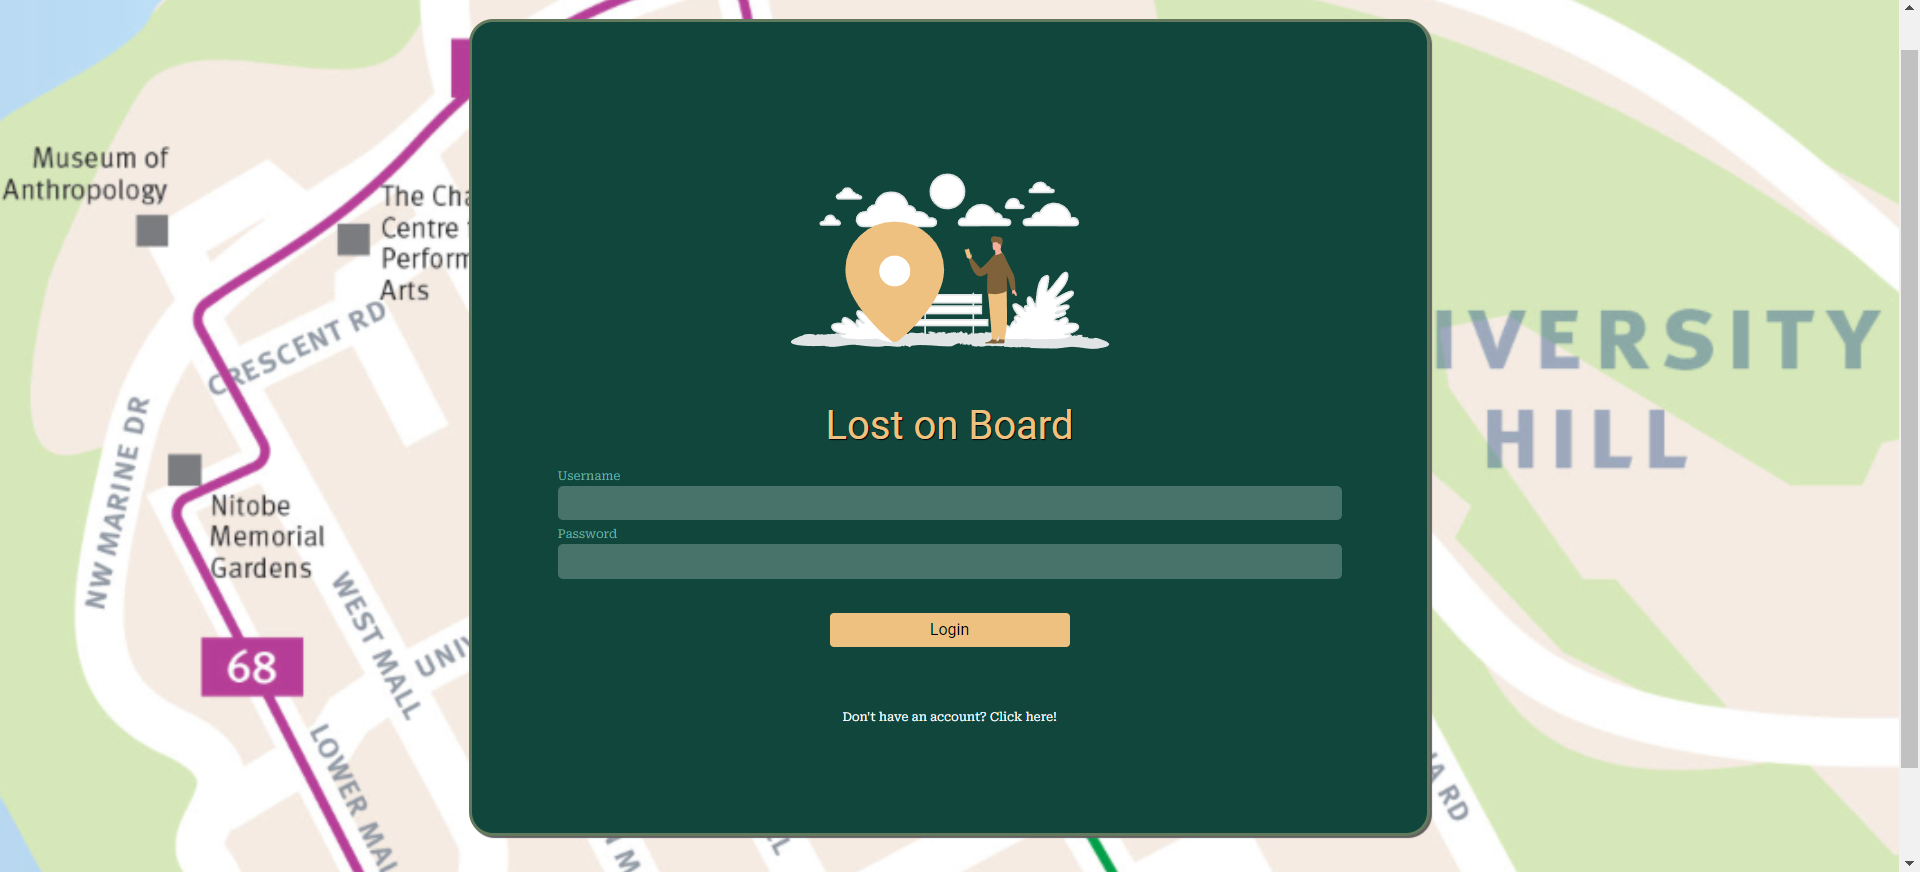 Museum of
Anthropology
The Cha
Centre
Perform
Arts
CRESCENT RD
NW MARINE DR
Nitobe
Memorial
Gardens
WEST MALL
UNIV
68
LOWER MAL
IVERSITY
HILL
A RD
Lost on Board
Username
Password
Login
Don't have an account? Click here!